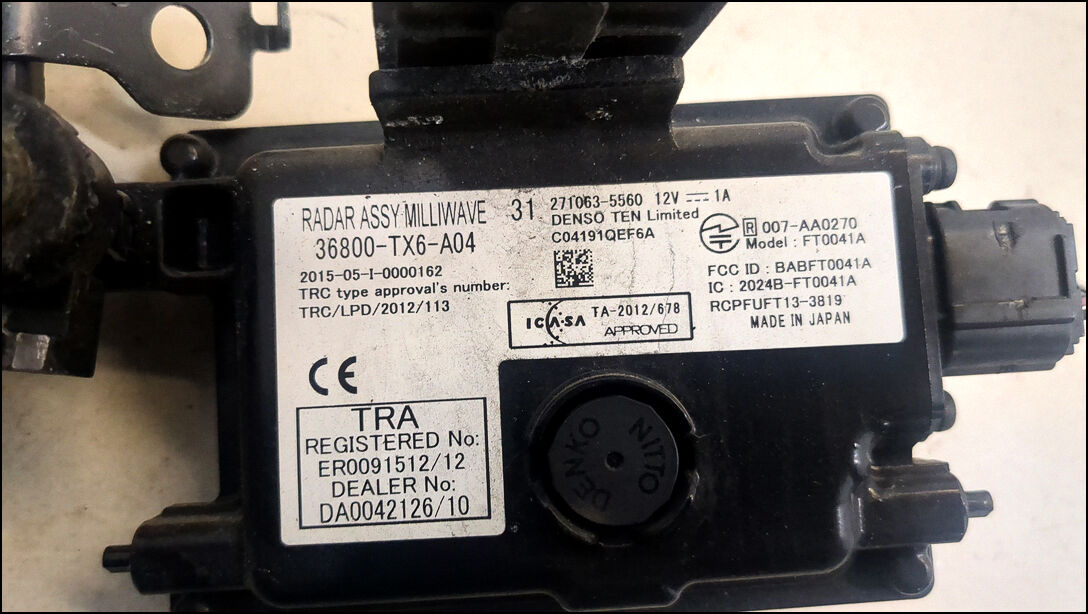 RADAR ASSY MILLIWAVE 31
36800-TX6-A04
2015-05-I-0000162
TRC type approval's number:
TRC/LPD/2012/113
271063-5560 12V 1A
DENSO TEN Limited
C04191QEF6A
ICASA TA-2012/678
APPROVED
R 007-AA0270
Model : FT0041A
FCC ID : BABFT0041A
IC : 2024B-FT0041A
RCPFUFT13-3819
MADE IN JAPAN
CE
TRA
REGISTERED No:
ER0091512/12
DEALER No:
DA0042126/10
NITTO
DENKO